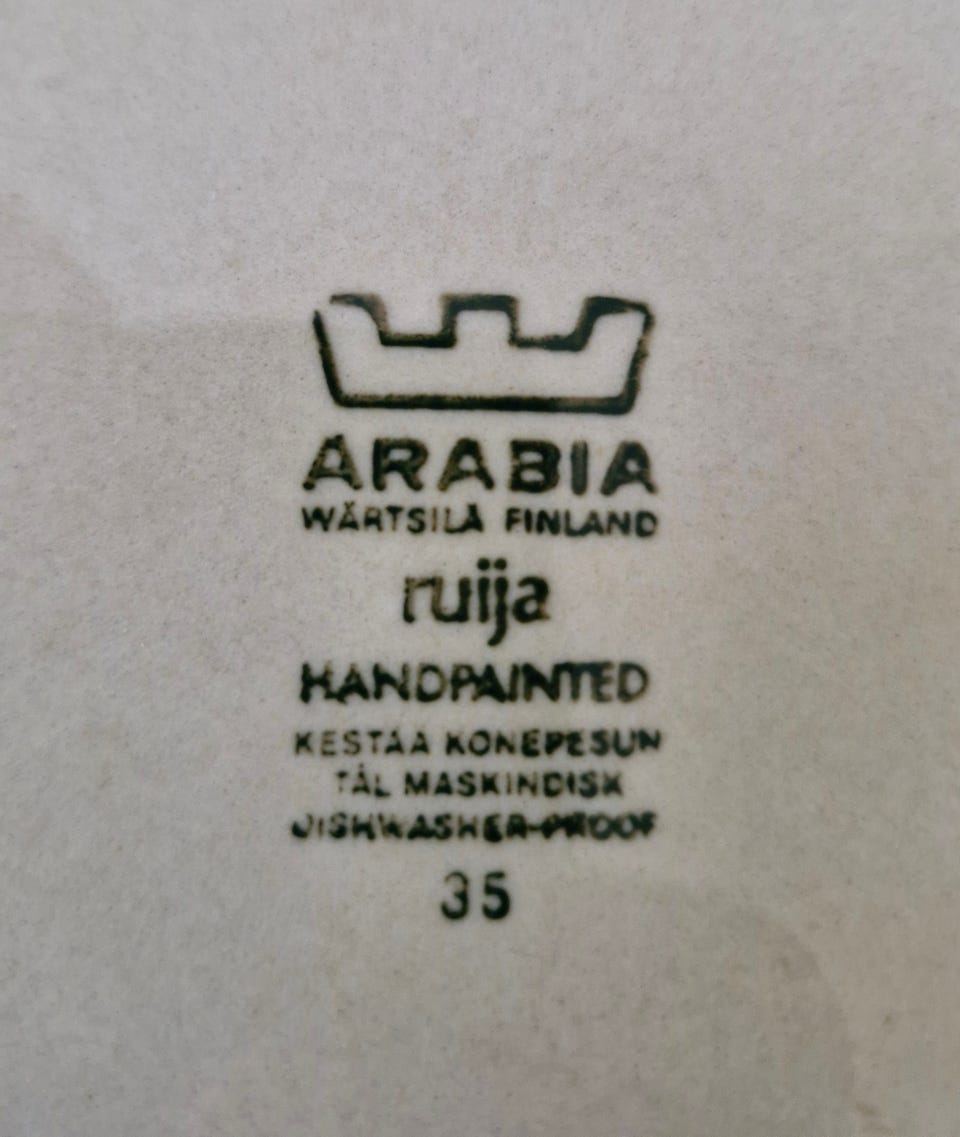 ARABIA
WÄRTSILÄ FINLAND
ruija
HANDPAINTED
KESTÄÄ KONEPESUN
TÅL MASKINDISK
DISHWASHER-PROOF
35